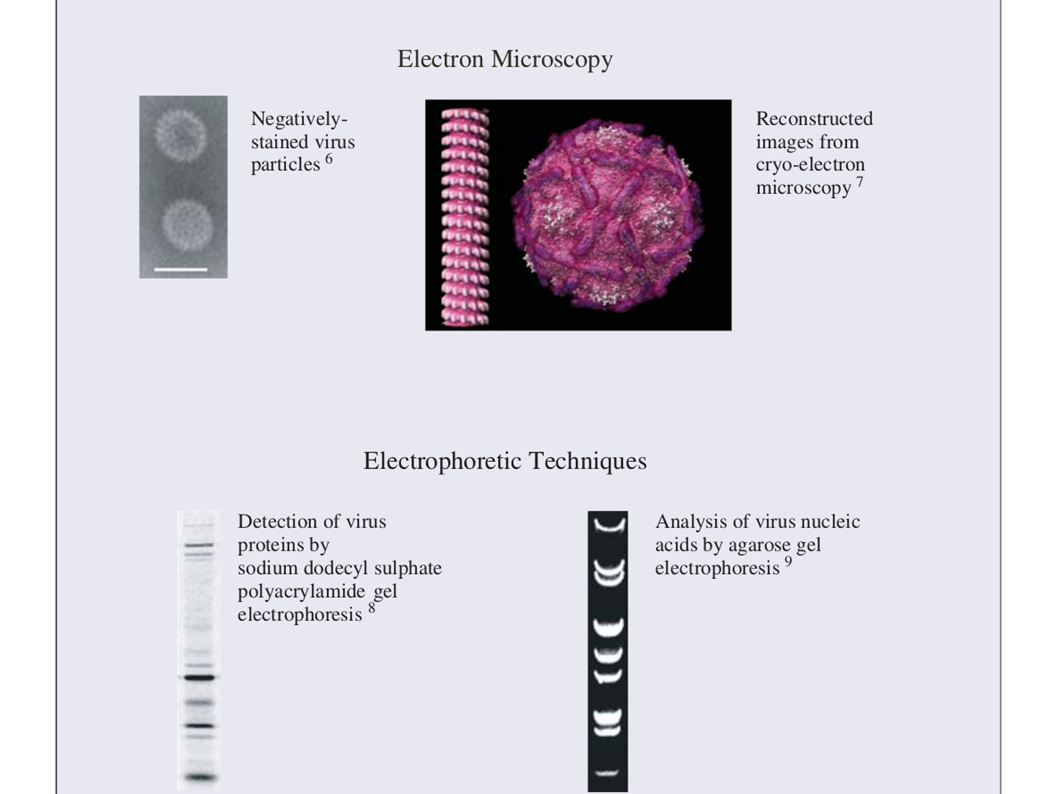 Electron Microscopy
Negatively-
stained virus
particles 6
Reconstructed
images from
cryo-electron
microscopy 7
Electrophoretic Techniques
Detection of virus
proteins by
sodium dodecyl sulphate
polyacrylamide gel
electrophoresis 8
Analysis of virus nucleic
acids by agarose gel
electrophoresis 9